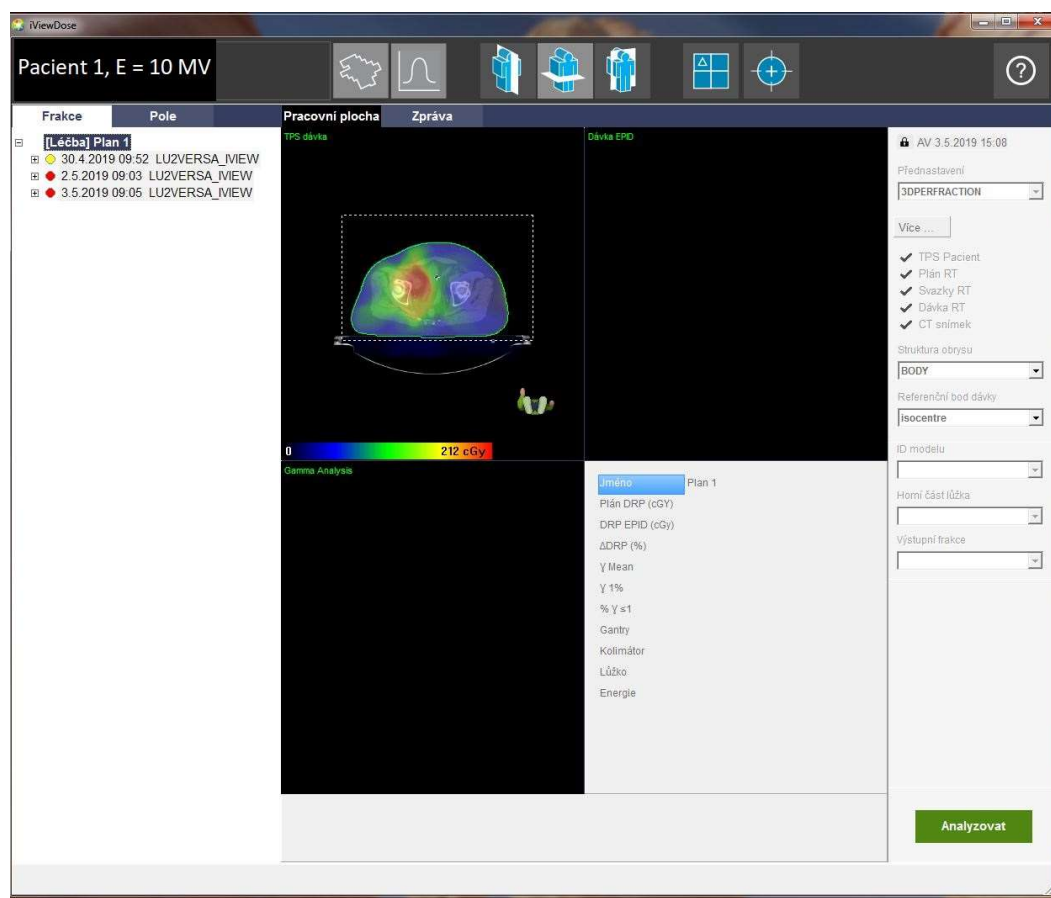 iViewDose
Pacient 1, E = 10 MV
Frakce
Pole
Pracovní plocha
Zpráva
[Léčba] Plan 1
30.4.2019 09:52 LU2VERSA_IVIEW
2.5.2019 09:03 LU2VERSA_IVIEW
3.5.2019 09:05 LU2VERSA_IVIEW
TPS dávka
0
212 cGy
Dávka EPID
Gamma Analysis
Jméno Plan 1
Plán DRP (cGY)
DRP EPID (cGy)
ΔDRP (%)
γ Mean
γ 1%
% γ ≤1
Gantry
Kolimátor
Lůžko
Energie
AV 3.5.2019 15:08
Přednastavení
3DPERFRACTION
Více ...
TPS Pacient
Plán RT
Svazky RT
Dávka RT
CT snímek
Struktura obrysu
BODY
Referenční bod dávky
isocentre
ID modelu
Horní část lůžka
Výstupní frakce
Analyzovat